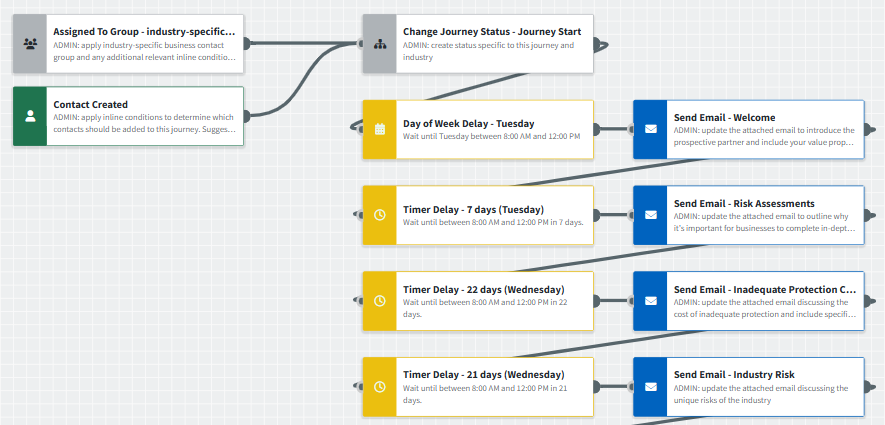 Assigned To Group - industry-specific...
ADMIN: apply industry-specific business contact
group and any additional relevant inline conditio...
Contact Created
ADMIN: apply inline conditions to determine which
contacts should be added to this journey. Sugges...
Change Journey Status - Journey Start
ADMIN: create status specific to this journey and
industry
Day of Week Delay - Tuesday
Wait until Tuesday between 8:00 AM and 12:00 PM
Send Email - Welcome
ADMIN: update the attached email to introduce the
prospective partner and include your value prop...
Timer Delay - 7 days (Tuesday)
Wait until between 8:00 AM and 12:00 PM in 7 days.
Send Email - Risk Assessments
ADMIN: update the attached email to outline why
it's important for businesses to complete in-dept...
Timer Delay - 22 days (Wednesday)
Wait until between 8:00 AM and 12:00 PM in 22
days.
Send Email - Inadequate Protection C...
ADMIN: update the attached email discussing the
cost of inadequate protection and include specifi...
Timer Delay - 21 days (Wednesday)
Wait until between 8:00 AM and 12:00 PM in 21
days.
Send Email - Industry Risk
ADMIN: update the attached email discussing the
unique risks of the industry